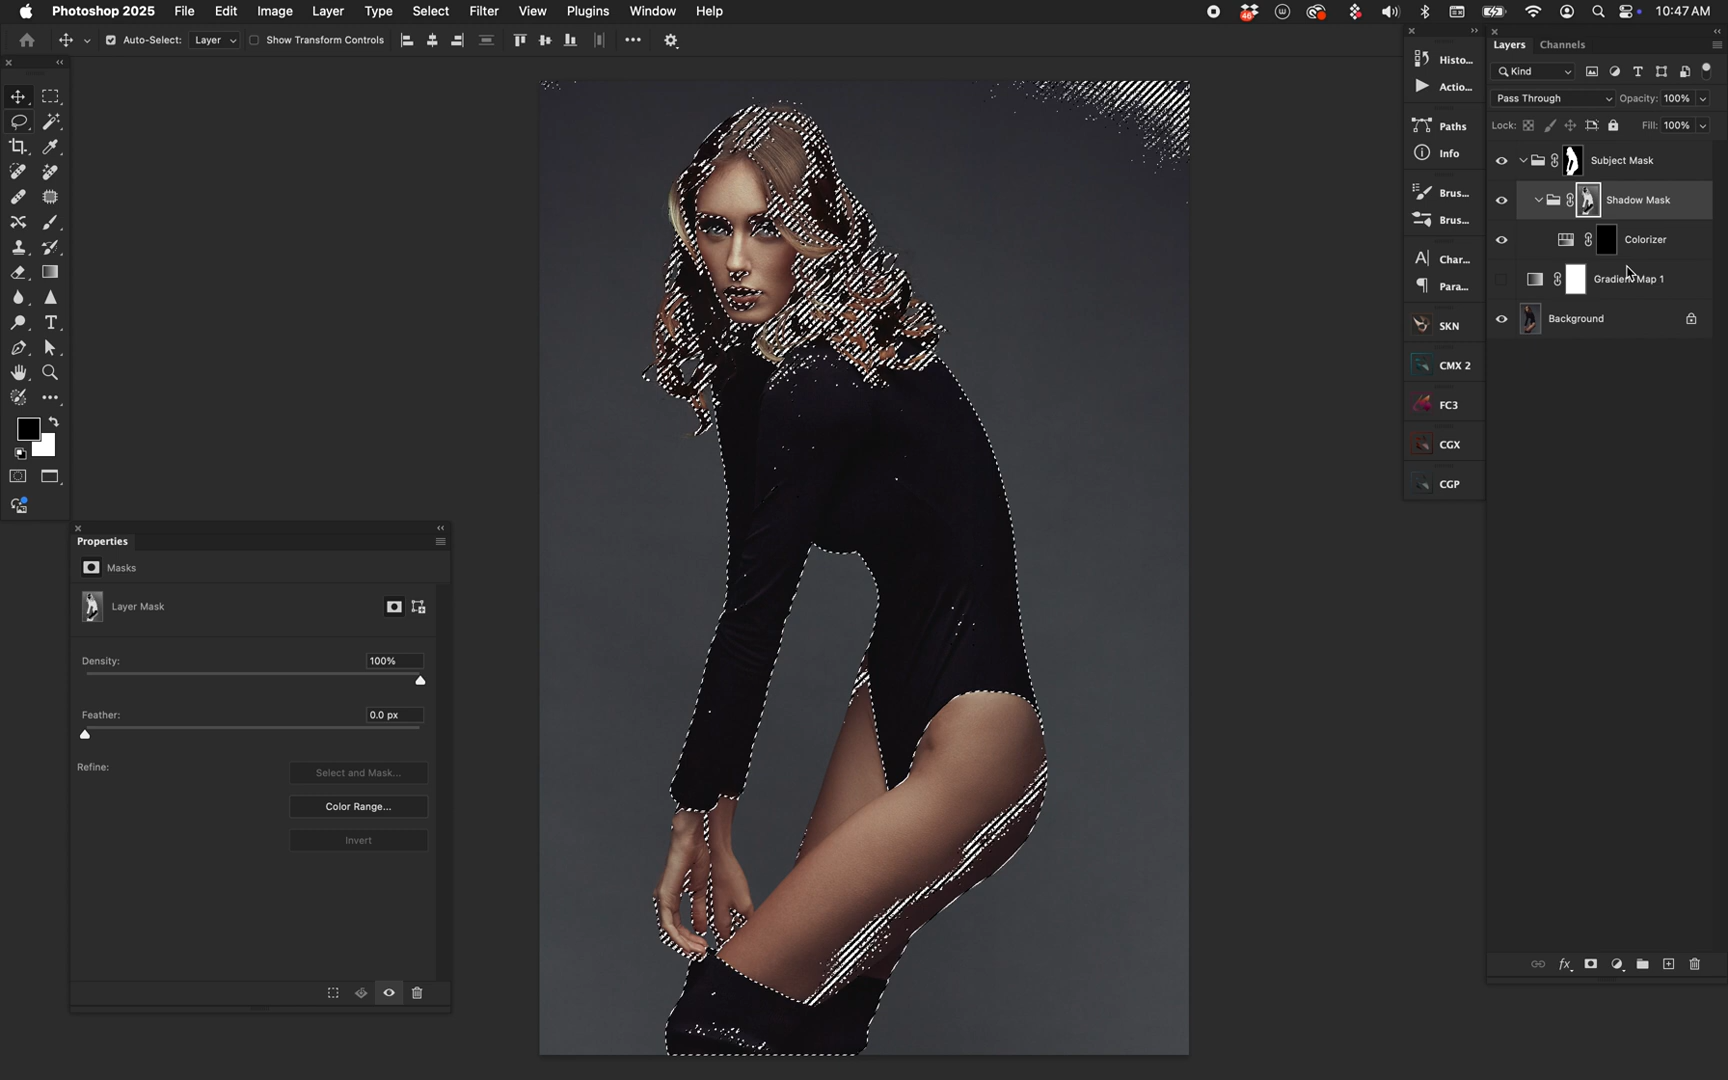 Photoshop 2025 File Edit Image Layer Type Select Filter View Plugins Window Help 10:47 AM
Auto-Select: Layer Show Transform Controls
Layers Channels
Kind
Pass Through Opacity: 100%
Lock: Fill: 100%
Subject Mask
Shadow Mask
Colorizer
Gradient Map 1
Background
Histo...
Actio...
Paths
Info
Brus...
Brus...
Char...
Para...
SKN
CMX 2
FC3
CGX
CGP
Properties
Masks
Layer Mask
Density: 100%
Feather: 0.0 px
Refine: Select and Mask...
Color Range...
Invert